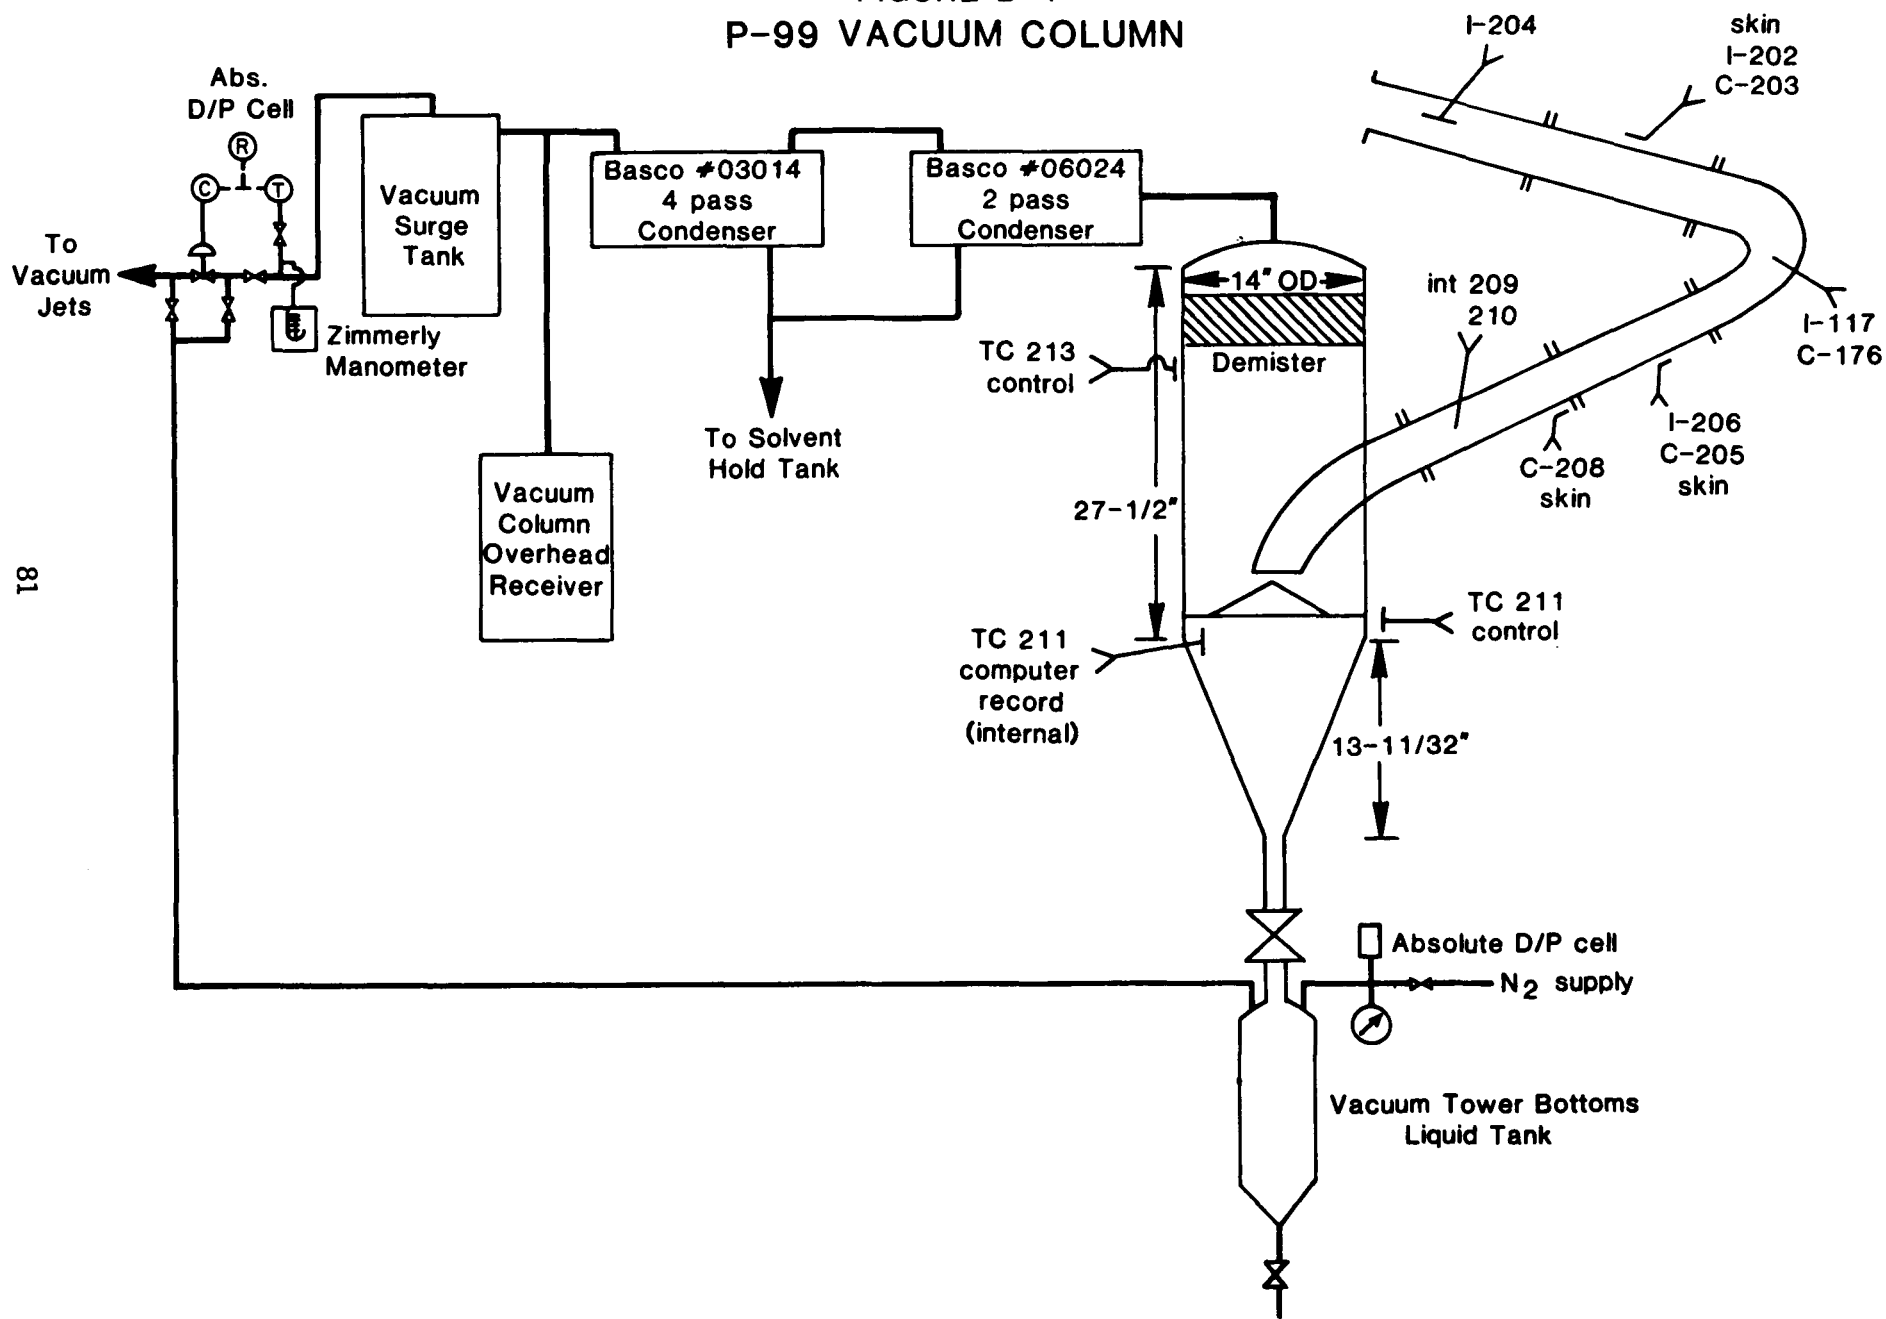 P-99 VACUUM COLUMN
Abs.
D/P Cell
R
C
T
To
Vacuum
Jets
Zimmerly
Manometer
Vacuum
Surge
Tank
Basco #03014
4 pass
Condenser
Basco #06024
2 pass
Condenser
To Solvent
Hold Tank
Vacuum
Column
Overhead
Receiver
14" OD
Demister
TC 213
control
27-1/2"
I-204
skin
I-202
C-203
int 209
210
I-117
C-176
I-206
C-205
skin
C-208
skin
TC 211
control
TC 211
computer
record
(internal)
13-11/32"
Absolute D/P cell
N2 supply
Vacuum Tower Bottoms
Liquid Tank
81